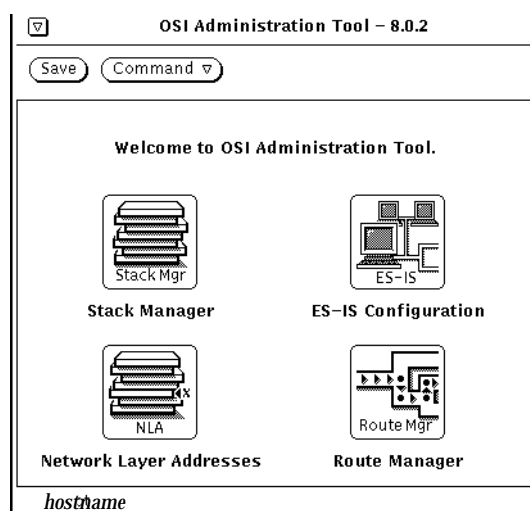 OSI Administration Tool – 8.0.2
Save Command
Welcome to OSI Administration Tool.
Stack Mgr ES–IS
Stack Manager ES–IS Configuration
NLA x Route Mgr
Network Layer Addresses Route Manager
hostname